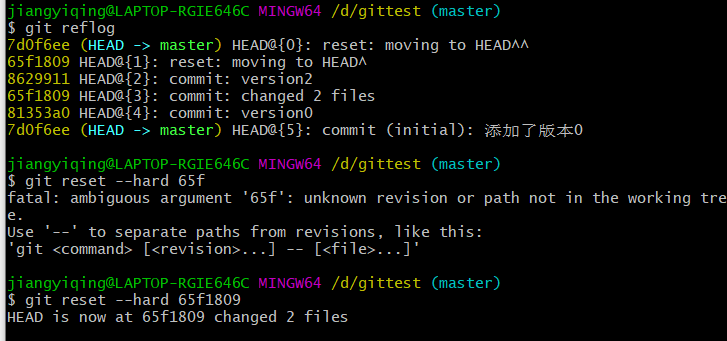 jiangyiqing@LAPTOP-RGIE646C MINGW64 /d/gittest (master)
$ git reflog
7d0f6ee (HEAD -> master) HEAD@{0}: reset: moving to HEAD^^
65f1809 HEAD@{1}: reset: moving to HEAD^
8629911 HEAD@{2}: commit: version2
65f1809 HEAD@{3}: commit: changed 2 files
81353a0 HEAD@{4}: commit: version0
7d0f6ee (HEAD -> master) HEAD@{5}: commit (initial): 添加了版本0
jiangyiqing@LAPTOP-RGIE646C MINGW64 /d/gittest (master)
$ git reset --hard 65f
fatal: ambiguous argument '65f': unknown revision or path not in the working tre
e.
Use '--' to separate paths from revisions, like this:
'git <command> [<revision>...] -- [<file>...]'
jiangyiqing@LAPTOP-RGIE646C MINGW64 /d/gittest (master)
$ git reset --hard 65f1809
HEAD is now at 65f1809 changed 2 files